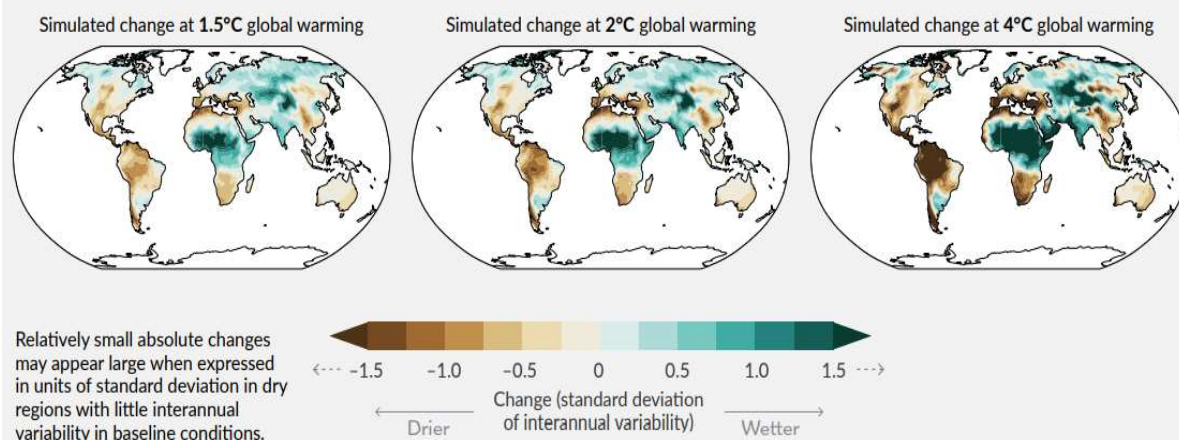 Simulated change at 1.5°C global warming
Simulated change at 2°C global warming
Simulated change at 4°C global warming
Relatively small absolute changes
may appear large when expressed
in units of standard deviation in dry
regions with little interannual
variability in baseline conditions.
−1.5 −1.0 −0.5 0 0.5 1.0 1.5
Change (standard deviation
of interannual variability)
Drier
Wetter